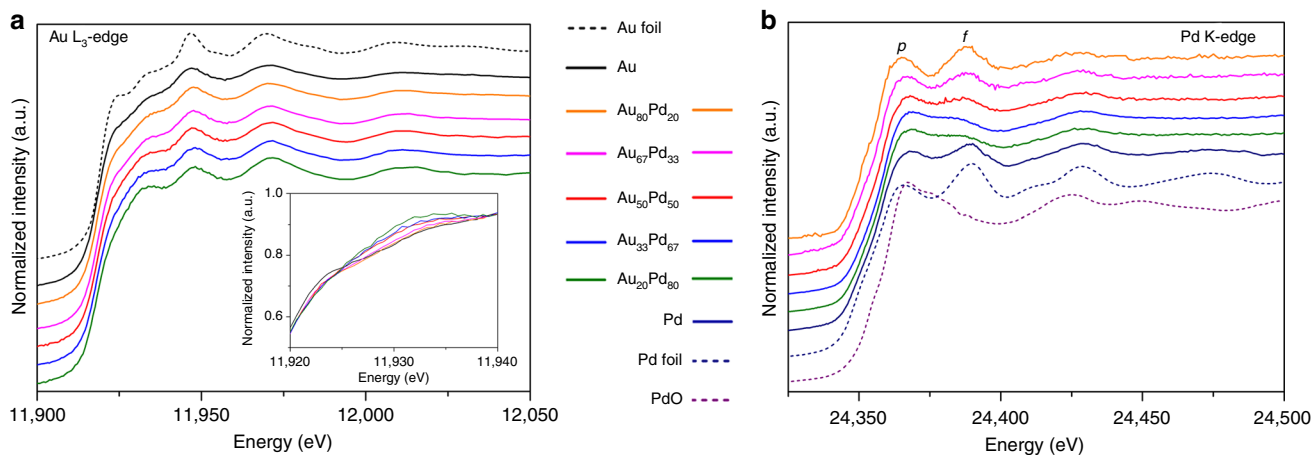 a
Au L₃-edge
Normalized intensity (a.u.)
11,900
11,950
12,000
12,050
Energy (eV)
Normalized intensity (a.u.)
1.0
0.8
0.6
11,920
11,930
11,940
Energy (eV)
Au foil
Au
Au₈₀Pd₂₀
Au₆₇Pd₃₃
Au₅₀Pd₅₀
Au₃₃Pd₆₇
Au₂₀Pd₈₀
Pd
Pd foil
PdO
b
p
f
Pd K-edge
Normalized intensity (a.u.)
24,350
24,400
24,450
24,500
Energy (eV)